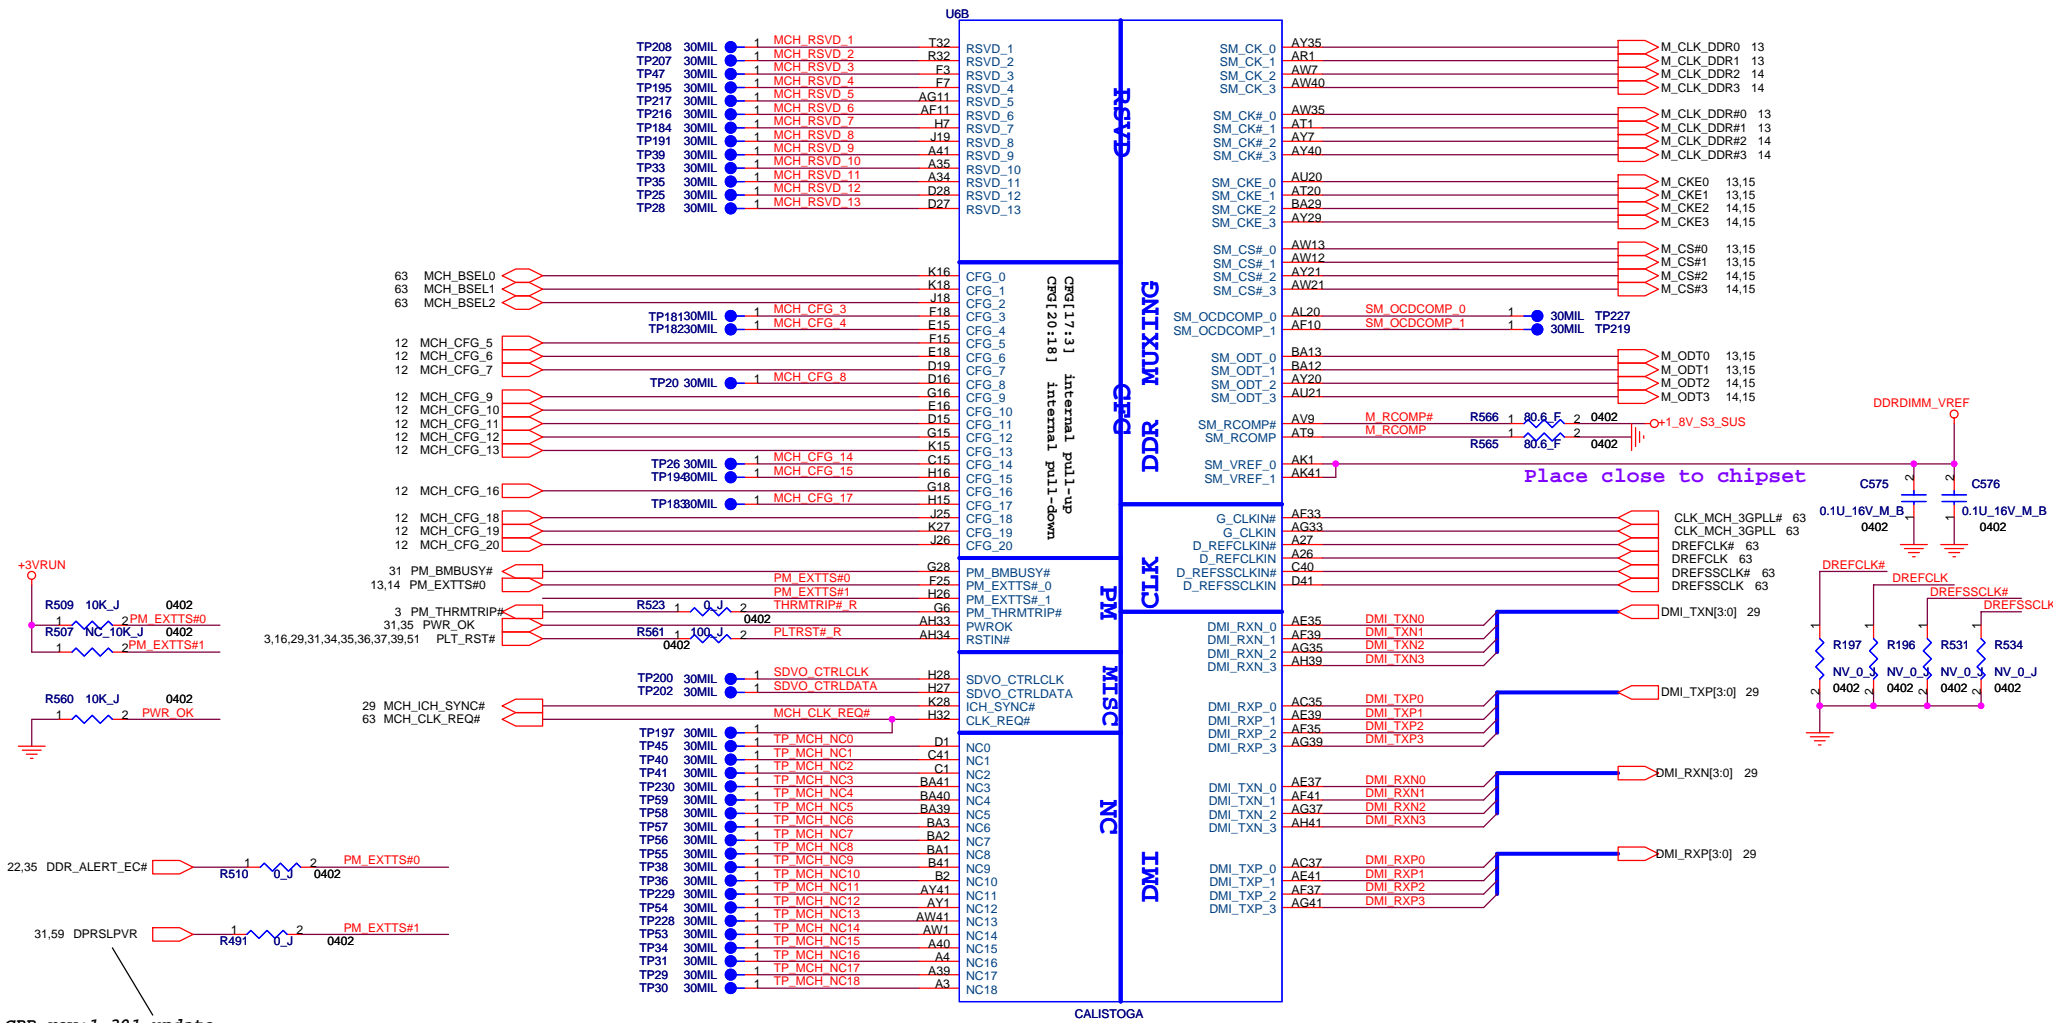 U6B
TP208 30MIL 1 MCH_RSVD_1 T32 RSVD_1
TP207 30MIL 1 MCH_RSVD_2 R32 RSVD_2
TP47 30MIL 1 MCH_RSVD_3 F3 RSVD_3
TP195 30MIL 1 MCH_RSVD_4 F7 RSVD_4
TP217 30MIL 1 MCH_RSVD_5 AG11 RSVD_5
TP216 30MIL 1 MCH_RSVD_6 AF11 RSVD_6
TP184 30MIL 1 MCH_RSVD_7 H7 RSVD_7
TP191 30MIL 1 MCH_RSVD_8 J19 RSVD_8
TP39 30MIL 1 MCH_RSVD_9 A41 RSVD_9
TP33 30MIL 1 MCH_RSVD_10 A35 RSVD_10
TP35 30MIL 1 MCH_RSVD_11 A34 RSVD_11
TP25 30MIL 1 MCH_RSVD_12 D28 RSVD_12
TP28 30MIL 1 MCH_RSVD_13 D27 RSVD_13
RSVD
63 MCH_BSEL0 K16 CFG_0
63 MCH_BSEL1 K18 CFG_1
63 MCH_BSEL2 J18 CFG_2
TP181 30MIL 1 MCH_CFG_3 F18 CFG_3
TP182 30MIL 1 MCH_CFG_4 E15 CFG_4
12 MCH_CFG_5 F15 CFG_5
12 MCH_CFG_6 E18 CFG_6
12 MCH_CFG_7 D19 CFG_7
TP20 30MIL 1 MCH_CFG_8 D16 CFG_8
12 MCH_CFG_9 G16 CFG_9
12 MCH_CFG_10 E16 CFG_10
12 MCH_CFG_11 D15 CFG_11
12 MCH_CFG_12 G15 CFG_12
12 MCH_CFG_13 K15 CFG_13
TP26 30MIL 1 MCH_CFG_14 C15 CFG_14
TP194 30MIL 1 MCH_CFG_15 H16 CFG_15
12 MCH_CFG_16 G18 CFG_16
TP183 30MIL 1 MCH_CFG_17 H15 CFG_17
12 MCH_CFG_18 J25 CFG_18
12 MCH_CFG_19 K27 CFG_19
12 MCH_CFG_20 J26 CFG_20
CFG[17:3] internal pull-up
CFG[20:18] internal pull-down
CFG
31 PM_BMBUSY# G28 PM_BMBUSY#
13,14 PM_EXTTS#0 PM_EXTTS#0 F25 PM_EXTTS#_0
PM_EXTTS#1 H26 PM_EXTTS#_1
3 PM_THRMTRIP# R523 1 0_J 2 0402 THRMTRIP#_R G6 PM_THRMTRIP#
31,35 PWR_OK AH33 PWROK
3,16,29,31,34,35,36,37,39,51 PLT_RST# R561 1 100_J 2 0402 PLTRST#_R AH34 RSTIN#
PM
TP200 30MIL 1 SDVO_CTRLCLK H28 SDVO_CTRLCLK
TP202 30MIL 1 SDVO_CTRLDATA H27 SDVO_CTRLDATA
29 MCH_ICH_SYNC# K28 ICH_SYNC#
63 MCH_CLK_REQ# MCH_CLK_REQ# H32 CLK_REQ#
TP197 30MIL 1
MISC
TP45 30MIL 1 TP_MCH_NC0 D1 NC0
TP40 30MIL 1 TP_MCH_NC1 C41 NC1
TP41 30MIL 1 TP_MCH_NC2 C1 NC2
TP230 30MIL 1 TP_MCH_NC3 BA41 NC3
TP59 30MIL 1 TP_MCH_NC4 BA40 NC4
TP58 30MIL 1 TP_MCH_NC5 BA39 NC5
TP57 30MIL 1 TP_MCH_NC6 BA3 NC6
TP56 30MIL 1 TP_MCH_NC7 BA2 NC7
TP55 30MIL 1 TP_MCH_NC8 BA1 NC8
TP38 30MIL 1 TP_MCH_NC9 B41 NC9
TP36 30MIL 1 TP_MCH_NC10 B2 NC10
TP229 30MIL 1 TP_MCH_NC11 AY41 NC11
TP54 30MIL 1 TP_MCH_NC12 AY1 NC12
TP228 30MIL 1 TP_MCH_NC13 AW41 NC13
TP53 30MIL 1 TP_MCH_NC14 AW1 NC14
TP34 30MIL 1 TP_MCH_NC15 A40 NC15
TP31 30MIL 1 TP_MCH_NC16 A4 NC16
TP29 30MIL 1 TP_MCH_NC17 A39 NC17
TP30 30MIL 1 TP_MCH_NC18 A3 NC18
NC
CALISTOGA
SM_CK_0 AY35 M_CLK_DDR0 13
SM_CK_1 AR1 M_CLK_DDR1 13
SM_CK_2 AW7 M_CLK_DDR2 14
SM_CK_3 AW40 M_CLK_DDR3 14
SM_CK#_0 AW35 M_CLK_DDR#0 13
SM_CK#_1 AT1 M_CLK_DDR#1 13
SM_CK#_2 AY7 M_CLK_DDR#2 14
SM_CK#_3 AY40 M_CLK_DDR#3 14
SM_CKE_0 AU20 M_CKE0 13,15
SM_CKE_1 AT20 M_CKE1 13,15
SM_CKE_2 BA29 M_CKE2 14,15
SM_CKE_3 AY29 M_CKE3 14,15
SM_CS#_0 AW13 M_CS#0 13,15
SM_CS#_1 AW12 M_CS#1 13,15
SM_CS#_2 AY21 M_CS#2 14,15
SM_CS#_3 AW21 M_CS#3 14,15
SM_OCDCOMP_0 AL20 SM_OCDCOMP_0 1 30MIL TP227
SM_OCDCOMP_1 AF10 SM_OCDCOMP_1 1 30MIL TP219
SM_ODT_0 BA13 M_ODT0 13,15
SM_ODT_1 BA12 M_ODT1 13,15
SM_ODT_2 AY20 M_ODT2 14,15
SM_ODT_3 AU21 M_ODT3 14,15
SM_RCOMP# AV9 M_RCOMP# R566 1 80.6_F 2 0402 +1_8V_S3_SUS
SM_RCOMP AT9 M_RCOMP R565 1 80.6_F 2 0402
SM_VREF_0 AK1
SM_VREF_1 AK41
DDR MUXING
Place close to chipset
DDRDIMM_VREF
C575 2 1 0.1U_16V_M_B 0402
C576 2 1 0.1U_16V_M_B 0402
G_CLKIN# AF33 CLK_MCH_3GPLL# 63
G_CLKIN AG33 CLK_MCH_3GPLL 63
D_REFCLKIN# A27 DREFCLK# 63
D_REFCLKIN A26 DREFCLK 63
D_REFSSCLKIN# C40 DREFSSCLK# 63
D_REFSSCLKIN D41 DREFSSCLK 63
CLK
DMI_RXN_0 AE35 DMI_TXN0
DMI_RXN_1 AF39 DMI_TXN1
DMI_RXN_2 AG35 DMI_TXN2
DMI_RXN_3 AH39 DMI_TXN3
DMI_TXN[3:0] 29
DMI_RXP_0 AC35 DMI_TXP0
DMI_RXP_1 AE39 DMI_TXP1
DMI_RXP_2 AF35 DMI_TXP2
DMI_RXP_3 AG39 DMI_TXP3
DMI_TXP[3:0] 29
DMI_TXN_0 AE37 DMI_RXN0
DMI_TXN_1 AF41 DMI_RXN1
DMI_TXN_2 AG37 DMI_RXN2
DMI_TXN_3 AH41 DMI_RXN3
DMI_RXN[3:0] 29
DMI_TXP_0 AC37 DMI_RXP0
DMI_TXP_1 AE41 DMI_RXP1
DMI_TXP_2 AF37 DMI_RXP2
DMI_TXP_3 AG41 DMI_RXP3
DMI_RXP[3:0] 29
DMI
DREFCLK#
DREFCLK
DREFSSCLK#
DREFSSCLK
1 R197 NV_0_J 2 0402
1 R196 NV_0_J 2 0402
1 R531 NV_0_J 2 0402
1 R534 NV_0_J 2 0402
+3VRUN
R509 10K_J 0402 1 2 PM_EXTTS#0
R507 NC_10K_J 0402 1 2 PM_EXTTS#1
R560 10K_J 0402 1 2 PWR_OK
22,35 DDR_ALERT_EC# 1 R510 0_J 2 0402 PM_EXTTS#0
31,59 DPRSLPVR 1 R491 0_J 2 0402 PM_EXTTS#1